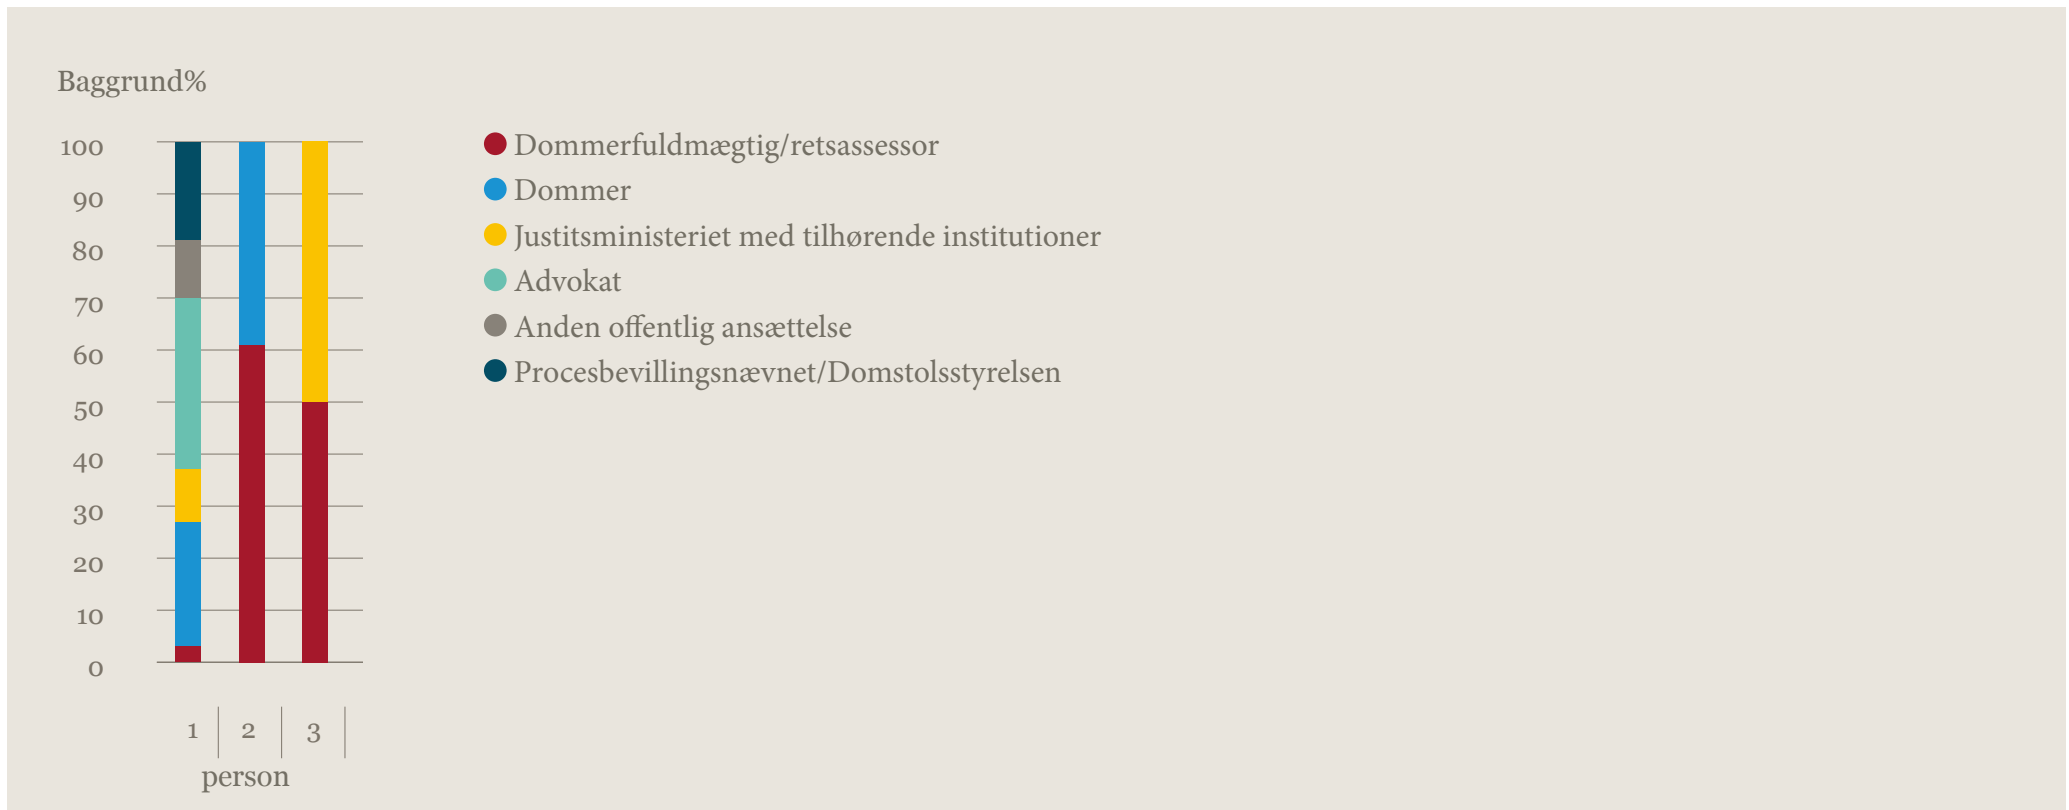 Baggrund%
100
90
80
70
60
50
40
30
20
10
0
1 2 3
person
Dommerfuldmægtig/retsassessor
Dommer
Justitsministeriet med tilhørende institutioner
Advokat
Anden offentlig ansættelse
Procesbevillingsnævnet/Domstolsstyrelsen